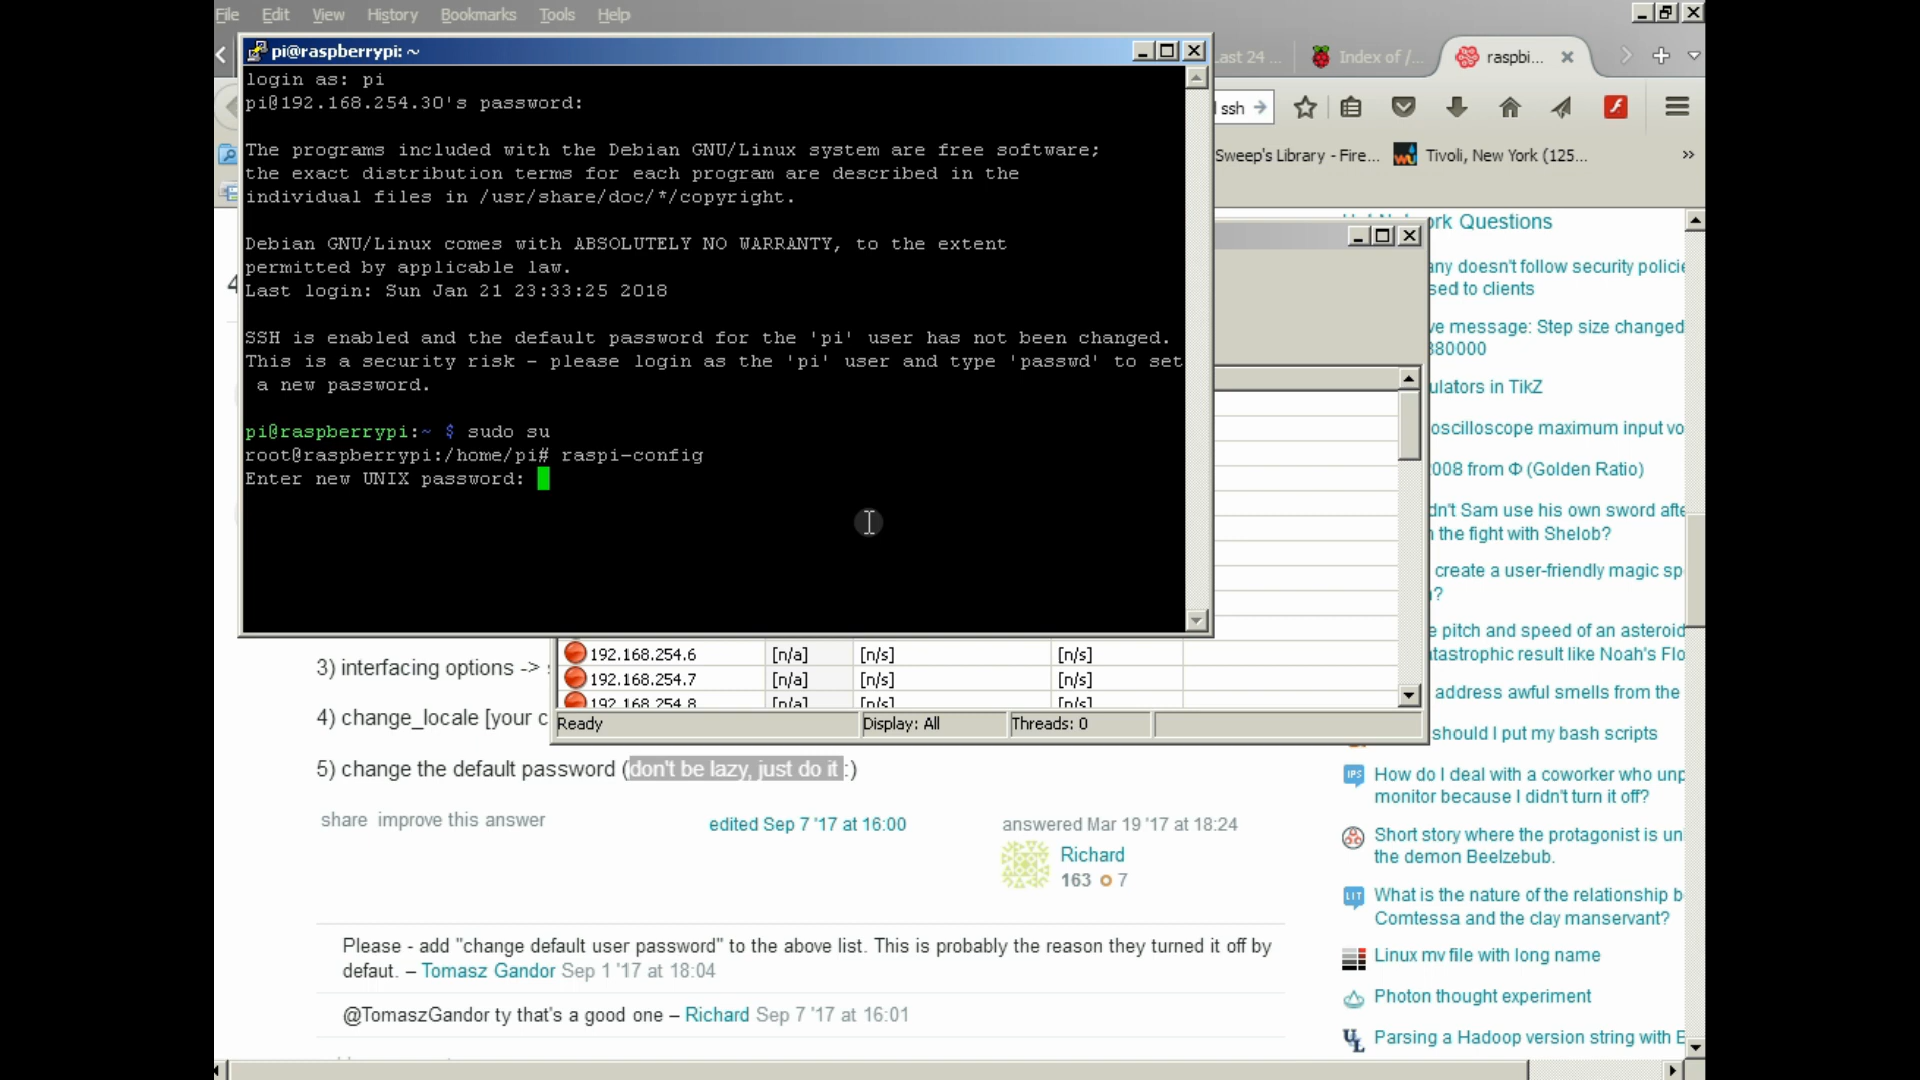 File Edit View History Bookmarks Tools Help
pi@raspberrypi: ~
ast 24 ...
Index of /...
raspbi...
ssh
Sweep's Library - Fire...
Tivoli, New York (125...
»
login as: pi
pi@192.168.254.30's password:
The programs included with the Debian GNU/Linux system are free software;
the exact distribution terms for each program are described in the
individual files in /usr/share/doc/*/copyright.
Debian GNU/Linux comes with ABSOLUTELY NO WARRANTY, to the extent
permitted by applicable law.
Last login: Sun Jan 21 23:33:25 2018
SSH is enabled and the default password for the 'pi' user has not been changed.
This is a security risk - please login as the 'pi' user and type 'passwd' to set
a new password.
pi@raspberrypi:~ $ sudo su
root@raspberrypi:/home/pi# raspi-config
Enter new UNIX password:
192.168.254.6 [n/a] [n/s] [n/s]
192.168.254.7 [n/a] [n/s] [n/s]
192.168.254.8 [n/a] [n/s] [n/s]
Ready Display: All Threads: 0
3) interfacing options ->
4) change_locale [your c
5) change the default password (don't be lazy, just do it :)
share improve this answer
edited Sep 7 '17 at 16:00
answered Mar 19 '17 at 18:24
Richard
163 7
Please - add "change default user password" to the above list. This is probably the reason they turned it off by
defaut. – Tomasz Gandor Sep 1 '17 at 18:04
@TomaszGandor ty that's a good one – Richard Sep 7 '17 at 16:01
Questions
any doesn't follow security policie
sed to clients
ve message: Step size changed
380000
ulators in TikZ
oscilloscope maximum input vo
008 from Φ (Golden Ratio)
dn't Sam use his own sword afte
the fight with Shelob?
create a user-friendly magic sp
?
e pitch and speed of an asteroid
tastrophic result like Noah's Flo
address awful smells from the
should I put my bash scripts
IPS
How do I deal with a coworker who unp
monitor because I didn't turn it off?
Short story where the protagonist is un
the demon Beelzebub.
LIT
What is the nature of the relationship b
Comtessa and the clay manservant?
Linux mv file with long name
Photon thought experiment
UL
Parsing a Hadoop version string with E